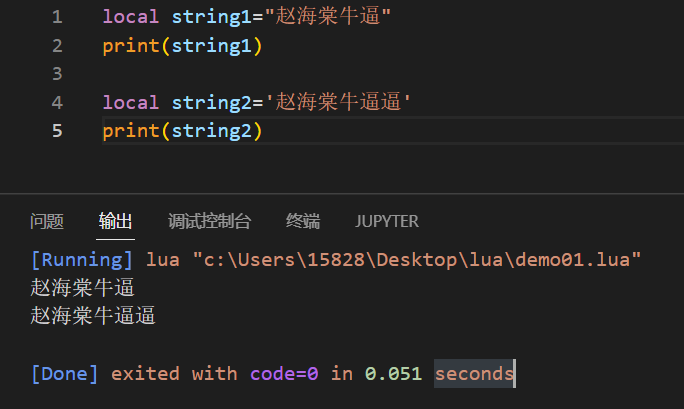 1 local string1="赵海棠牛逼"
2 print(string1)
3
4 local string2='赵海棠牛逼逼'
5 print(string2)
问题 输出 调试控制台 终端 JUPYTER
[Running] lua "c:\Users\15828\Desktop\lua\demo01.lua"
赵海棠牛逼
赵海棠牛逼逼
[Done] exited with code=0 in 0.051 seconds